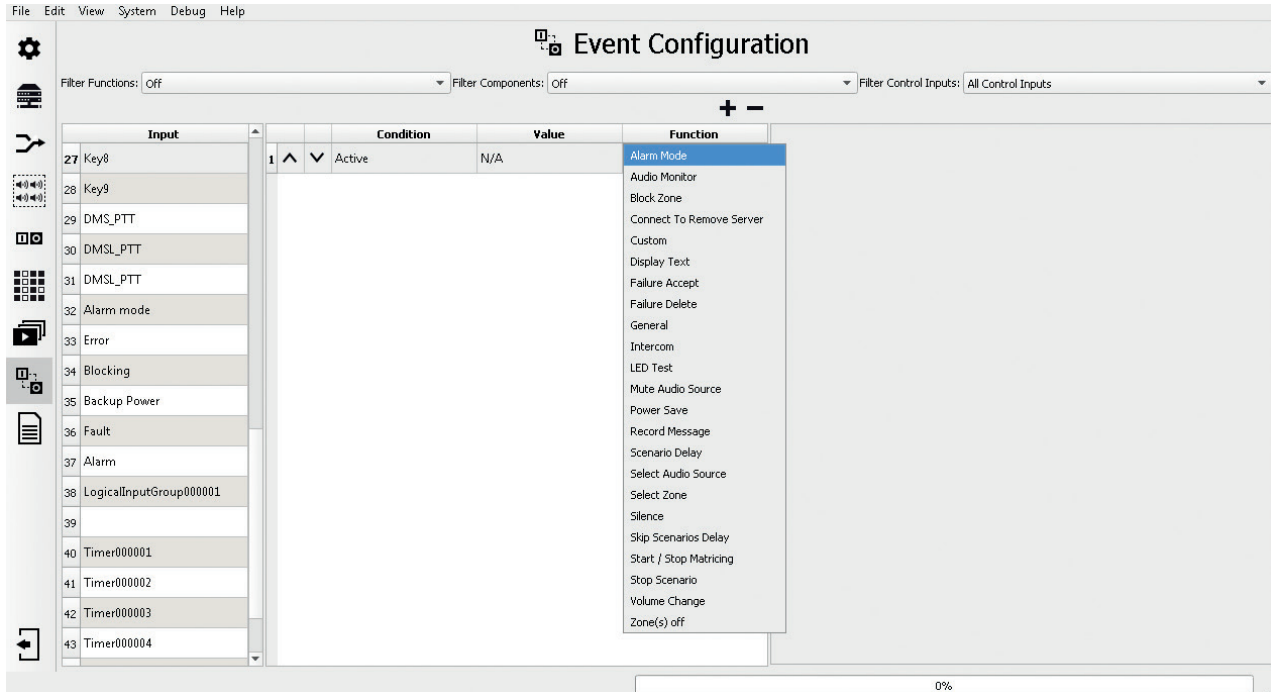 File Edit View System Debug Help
Event Configuration
Filter Functions: Off Filter Components: Off Filter Control Inputs: All Control Inputs
Input
27 Key8
28 Key9
29 DMS_PTT
30 DMSL_PTT
31 DMSL_PTT
32 Alarm mode
33 Error
34 Blocking
35 Backup Power
36 Fault
37 Alarm
38 LogicalInputGroup000001
39
40 Timer000001
41 Timer000002
42 Timer000003
43 Timer000004
Condition Value Function
1 Active N/A
Alarm Mode
Audio Monitor
Block Zone
Connect To Remove Server
Custom
Display Text
Failure Accept
Failure Delete
General
Intercom
LED Test
Mute Audio Source
Power Save
Record Message
Scenario Delay
Select Audio Source
Select Zone
Silence
Skip Scenarios Delay
Start / Stop Matricing
Stop Scenario
Volume Change
Zone(s) off
0%